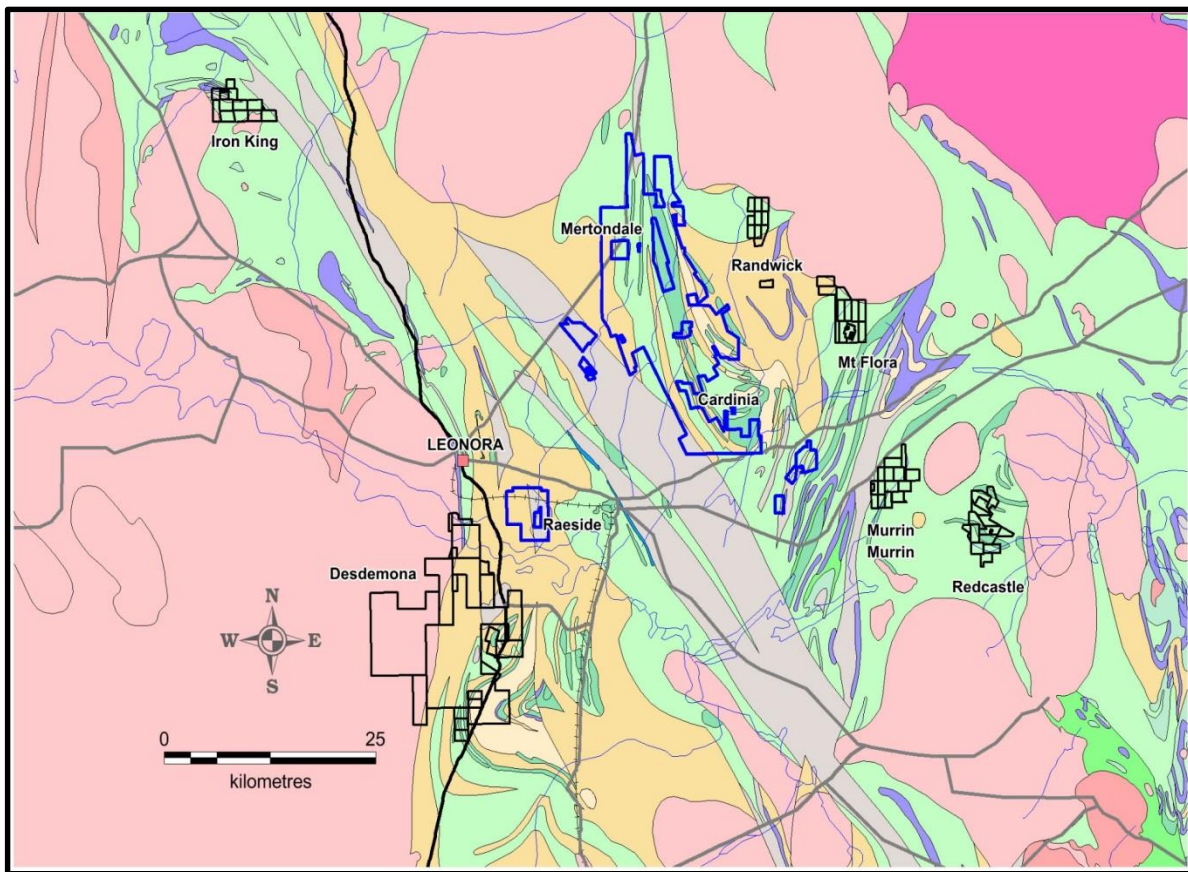 Iron King
Mertondale
Randwick
Mt Flora
Cardinia
LEONORA
Raeside
Murrin
Murrin
Desdemona
Redcastle
N
W E
S
0 25
kilometres